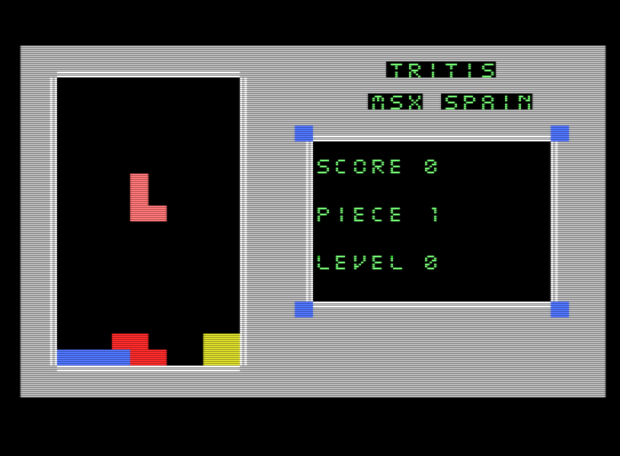 TRITIS
MSX SPAIN
SCORE 0
PIECE 1
LEVEL 0